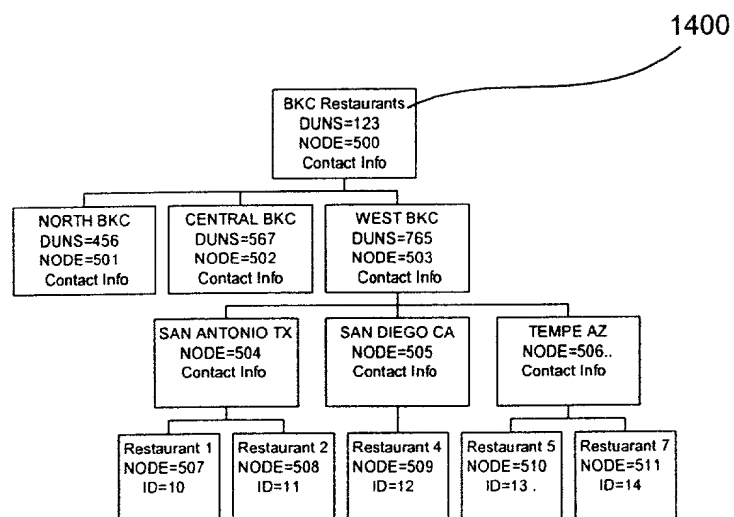 1400
BKC Restaurants
DUNS=123
NODE=500
Contact Info
NORTH BKC
DUNS=456
NODE=501
Contact Info
CENTRAL BKC
DUNS=567
NODE=502
Contact Info
WEST BKC
DUNS=765
NODE=503
Contact Info
SAN ANTONIO TX
NODE=504
Contact Info
SAN DIEGO CA
NODE=505
Contact Info
TEMPE AZ
NODE=506..
Contact Info
Restaurant 1
NODE=507
ID=10
Restaurant 2
NODE=508
ID=11
Restaurant 4
NODE=509
ID=12
Restaurant 5
NODE=510
ID=13 .
Restuarant 7
NODE=511
ID=14